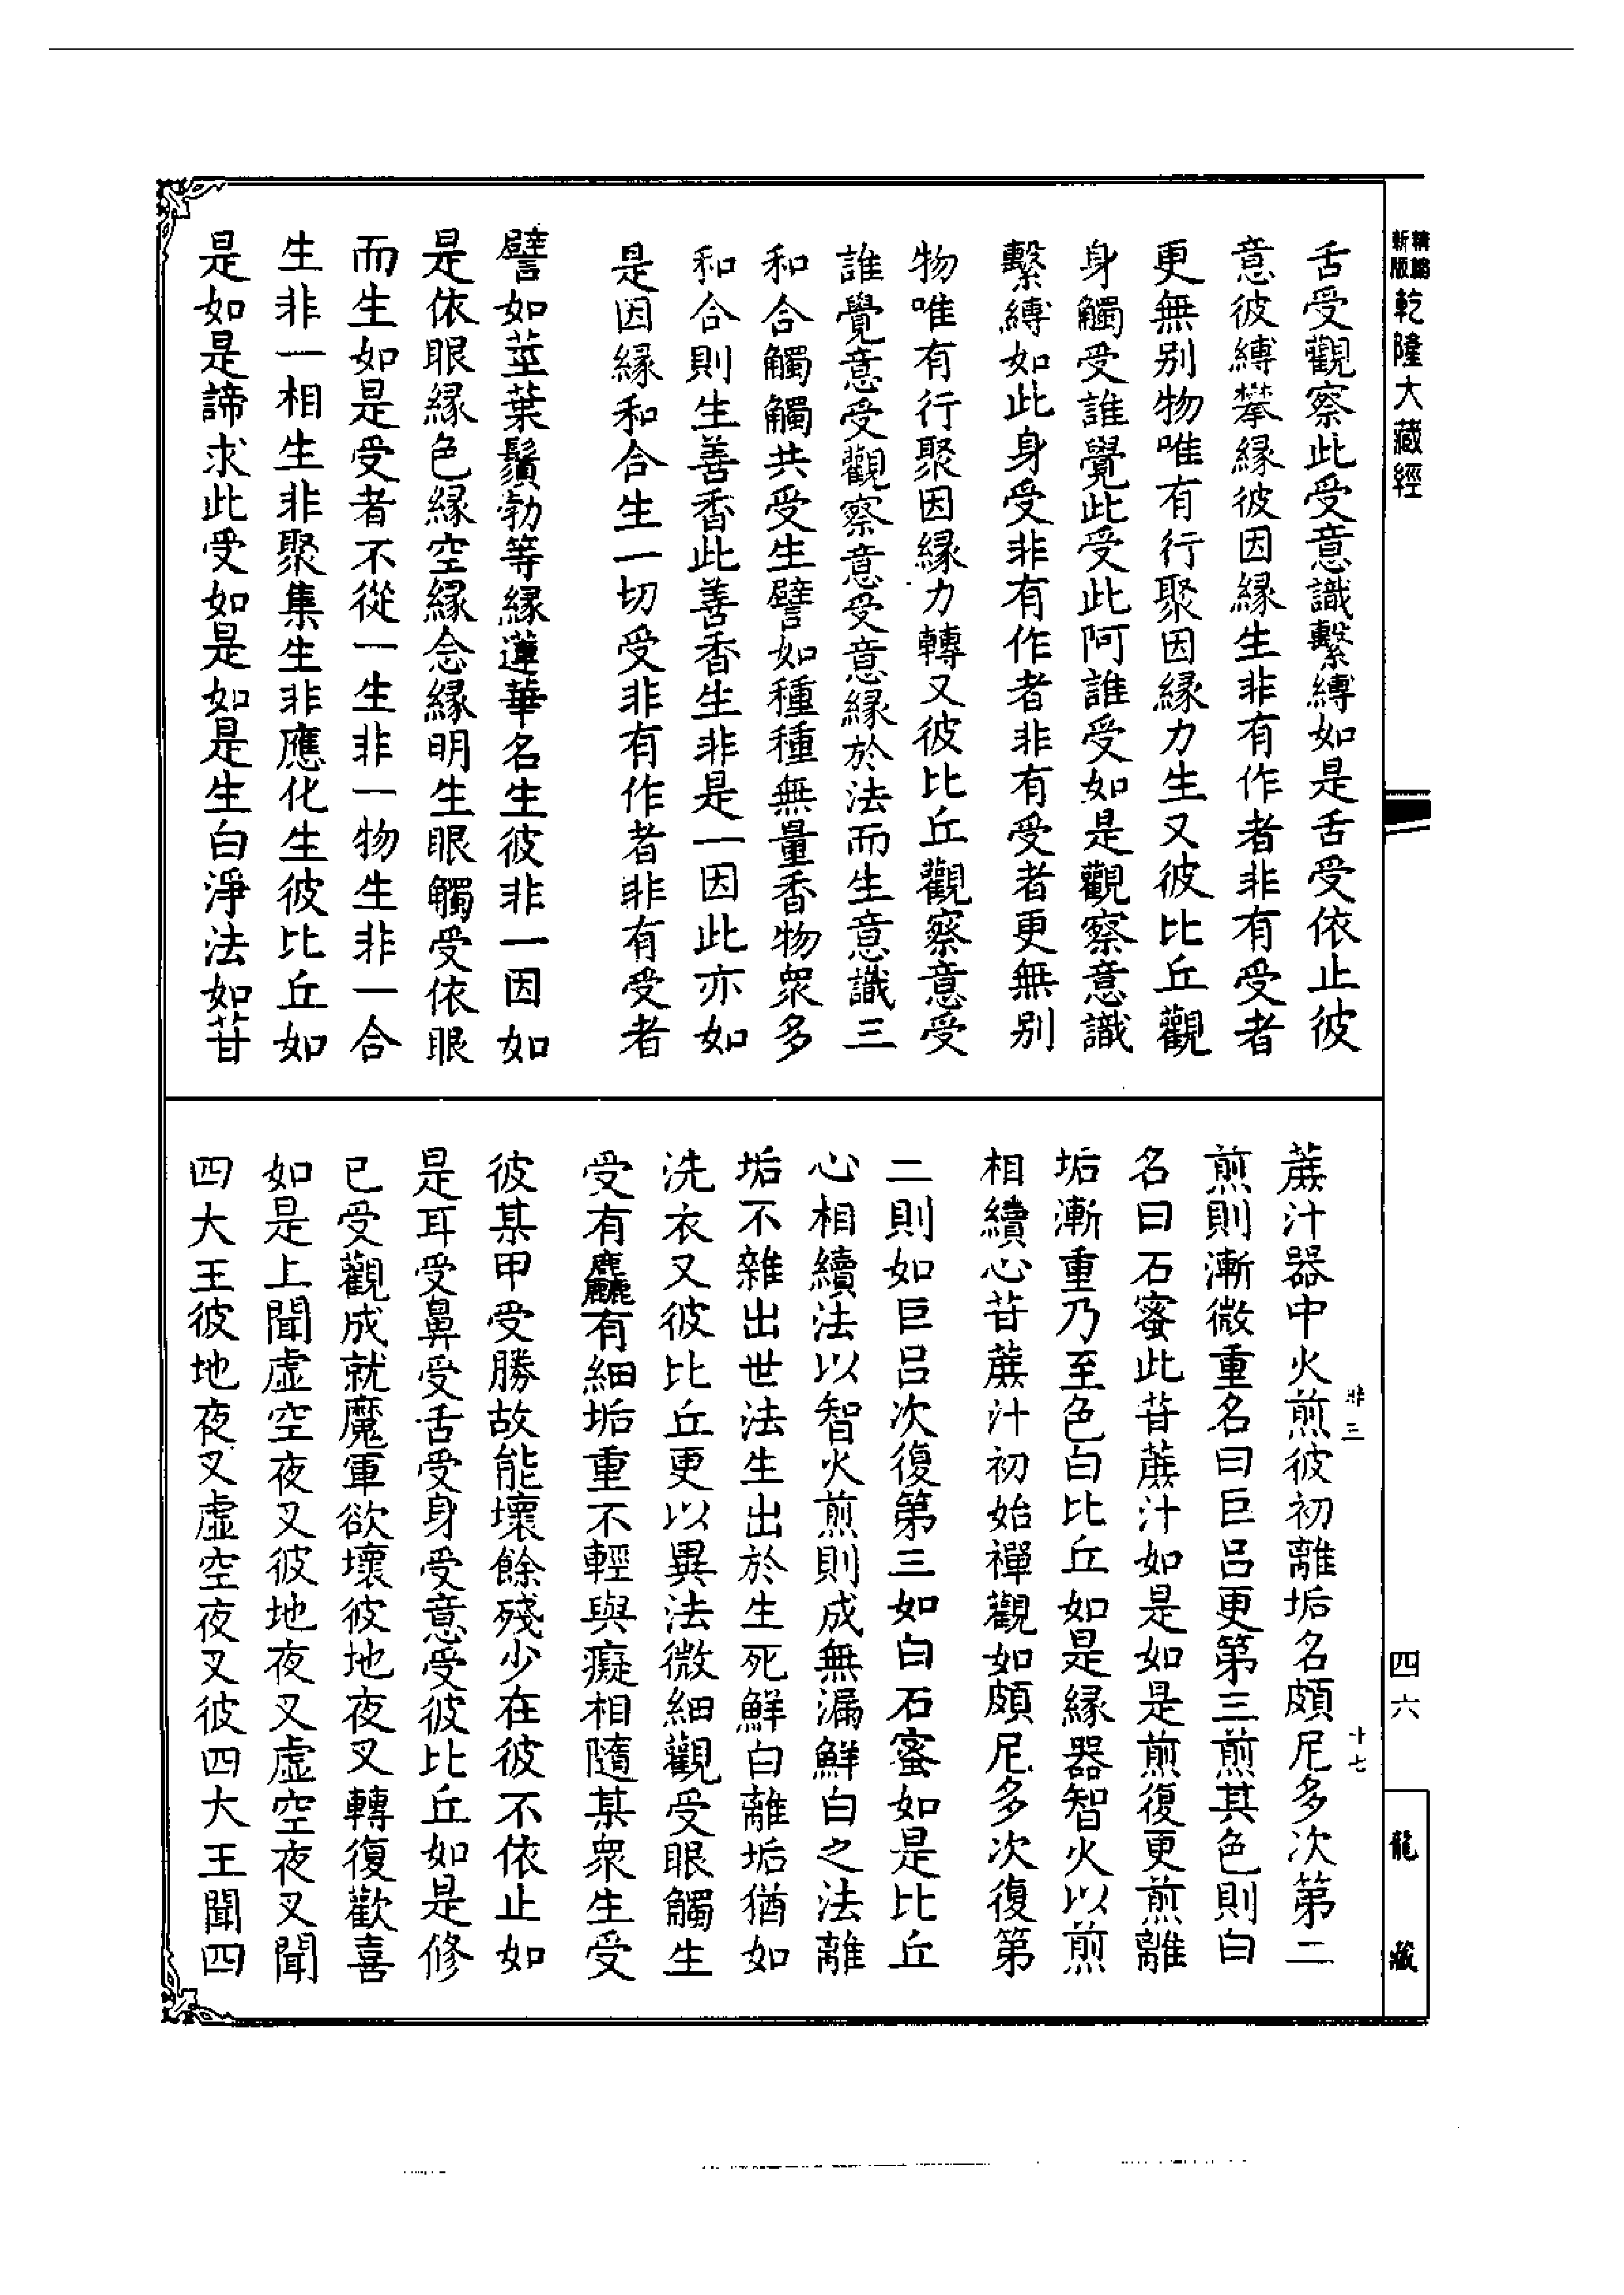 新版精縮乾隆大藏經
舌受觀察此受意識繫縛如是舌受依止彼
意彼縛攀緣彼因緣生非有作者非有受者
更無別物唯有行聚因緣力生又彼比丘觀
身觸受誰覺此受此阿誰受如是觀察意識
繫縛如此身受非有作者非有受者更無別
物唯有行聚因緣力轉又彼比丘觀察意受
誰覺意受觀察意受意緣於法而生意識三
和合觸觸共受生譬如種種無量香物眾多
和合則生善香此善香生非是一因此亦如
是因緣和合生一切受非有作者非有受者
譬如莖葉鬚勃等緣蓮華名生彼非一因如
是依眼緣色緣空緣念緣明生眼觸受依眼
而生如是受者不從一生非一物生非一合
生非一相生非聚集生非應化生彼比丘如
是如是諦求此受如是如是生白淨法如苷
蔗汁器中火煎彼初離垢名頗尼多次第二
煎則漸微重名曰巨呂更第三煎其色則白
名曰石蜜此苷蔗汁如是如是煎復更煎離
垢漸重乃至色白比丘如是緣器智火以煎
相續心苷蔗汁初始禪觀如頗尼多次復第
二則如巨呂次復第三如白石蜜如是比丘
心相續法以智火煎則成無漏鮮白之法離
垢不雜出世法生出於生死鮮白離垢猶如
洗衣又彼比丘更以異法微細觀受眼觸生
受有麤有細垢重不輕與癡相隨某眾生受
彼某甲受勝故能壞餘殘少在彼不依止如
是耳受鼻受舌受身受意受彼比丘如是修
已受觀成就魔軍欲壞彼地夜叉轉復歡喜
如是上聞虛空夜叉彼地夜叉虛空夜叉聞
四大王彼地夜叉虛空夜叉彼四大王聞四
非三
十七
四六
龍藏